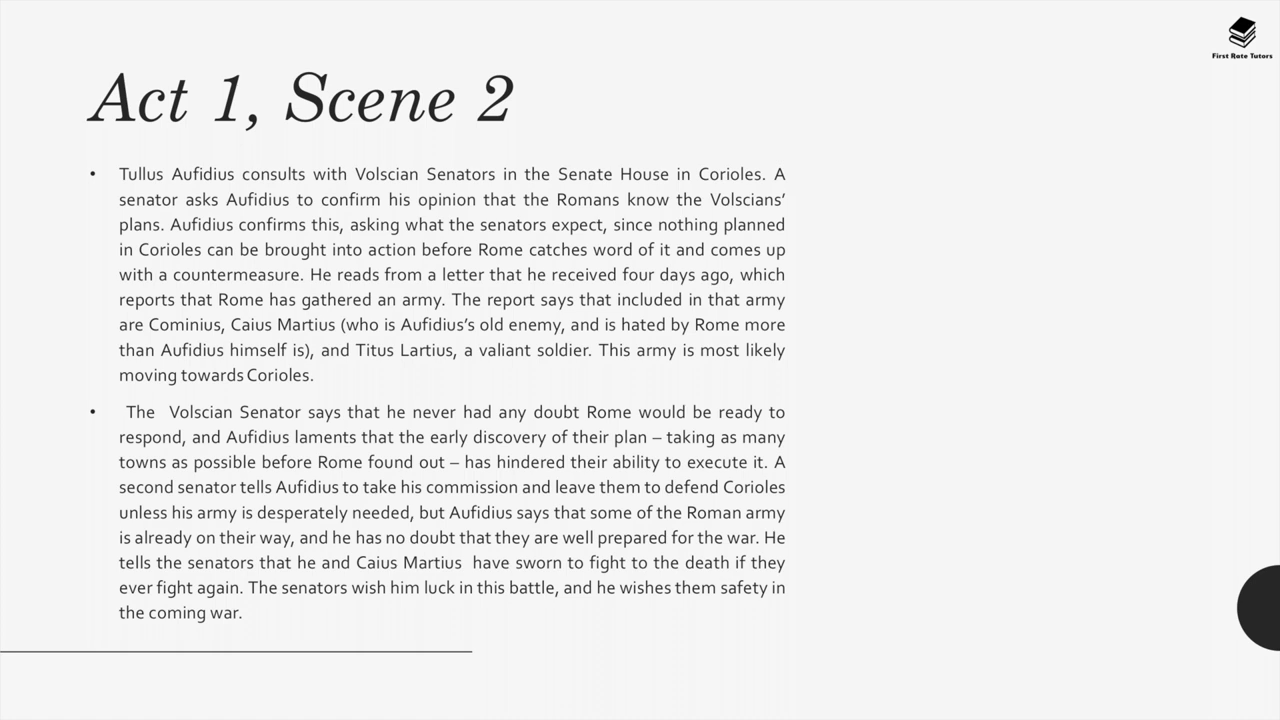 First Rate Tutors
Act 1, Scene 2
• Tullus Aufidius consults with Volscian Senators in the Senate House in Corioles. A
senator asks Aufidius to confirm his opinion that the Romans know the Volscians’
plans. Aufidius confirms this, asking what the senators expect, since nothing planned
in Corioles can be brought into action before Rome catches word of it and comes up
with a countermeasure. He reads from a letter that he received four days ago, which
reports that Rome has gathered an army. The report says that included in that army
are Cominius, Caius Martius (who is Aufidius’s old enemy, and is hated by Rome more
than Aufidius himself is), and Titus Lartius, a valiant soldier. This army is most likely
moving towards Corioles.
• The Volscian Senator says that he never had any doubt Rome would be ready to
respond, and Aufidius laments that the early discovery of their plan – taking as many
towns as possible before Rome found out – has hindered their ability to execute it. A
second senator tells Aufidius to take his commission and leave them to defend Corioles
unless his army is desperately needed, but Aufidius says that some of the Roman army
is already on their way, and he has no doubt that they are well prepared for the war. He
tells the senators that he and Caius Martius have sworn to fight to the death if they
ever fight again. The senators wish him luck in this battle, and he wishes them safety in
the coming war.